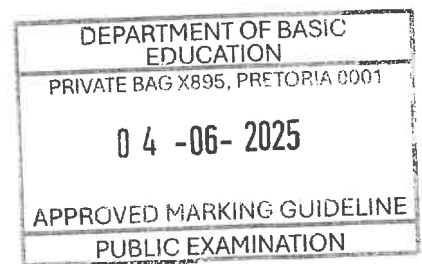 DEPARTMENT OF BASIC
EDUCATION
PRIVATE BAG X895, PRETORIA 0001
04 -06- 2025
APPROVED MARKING GUIDELINE
PUBLIC EXAMINATION